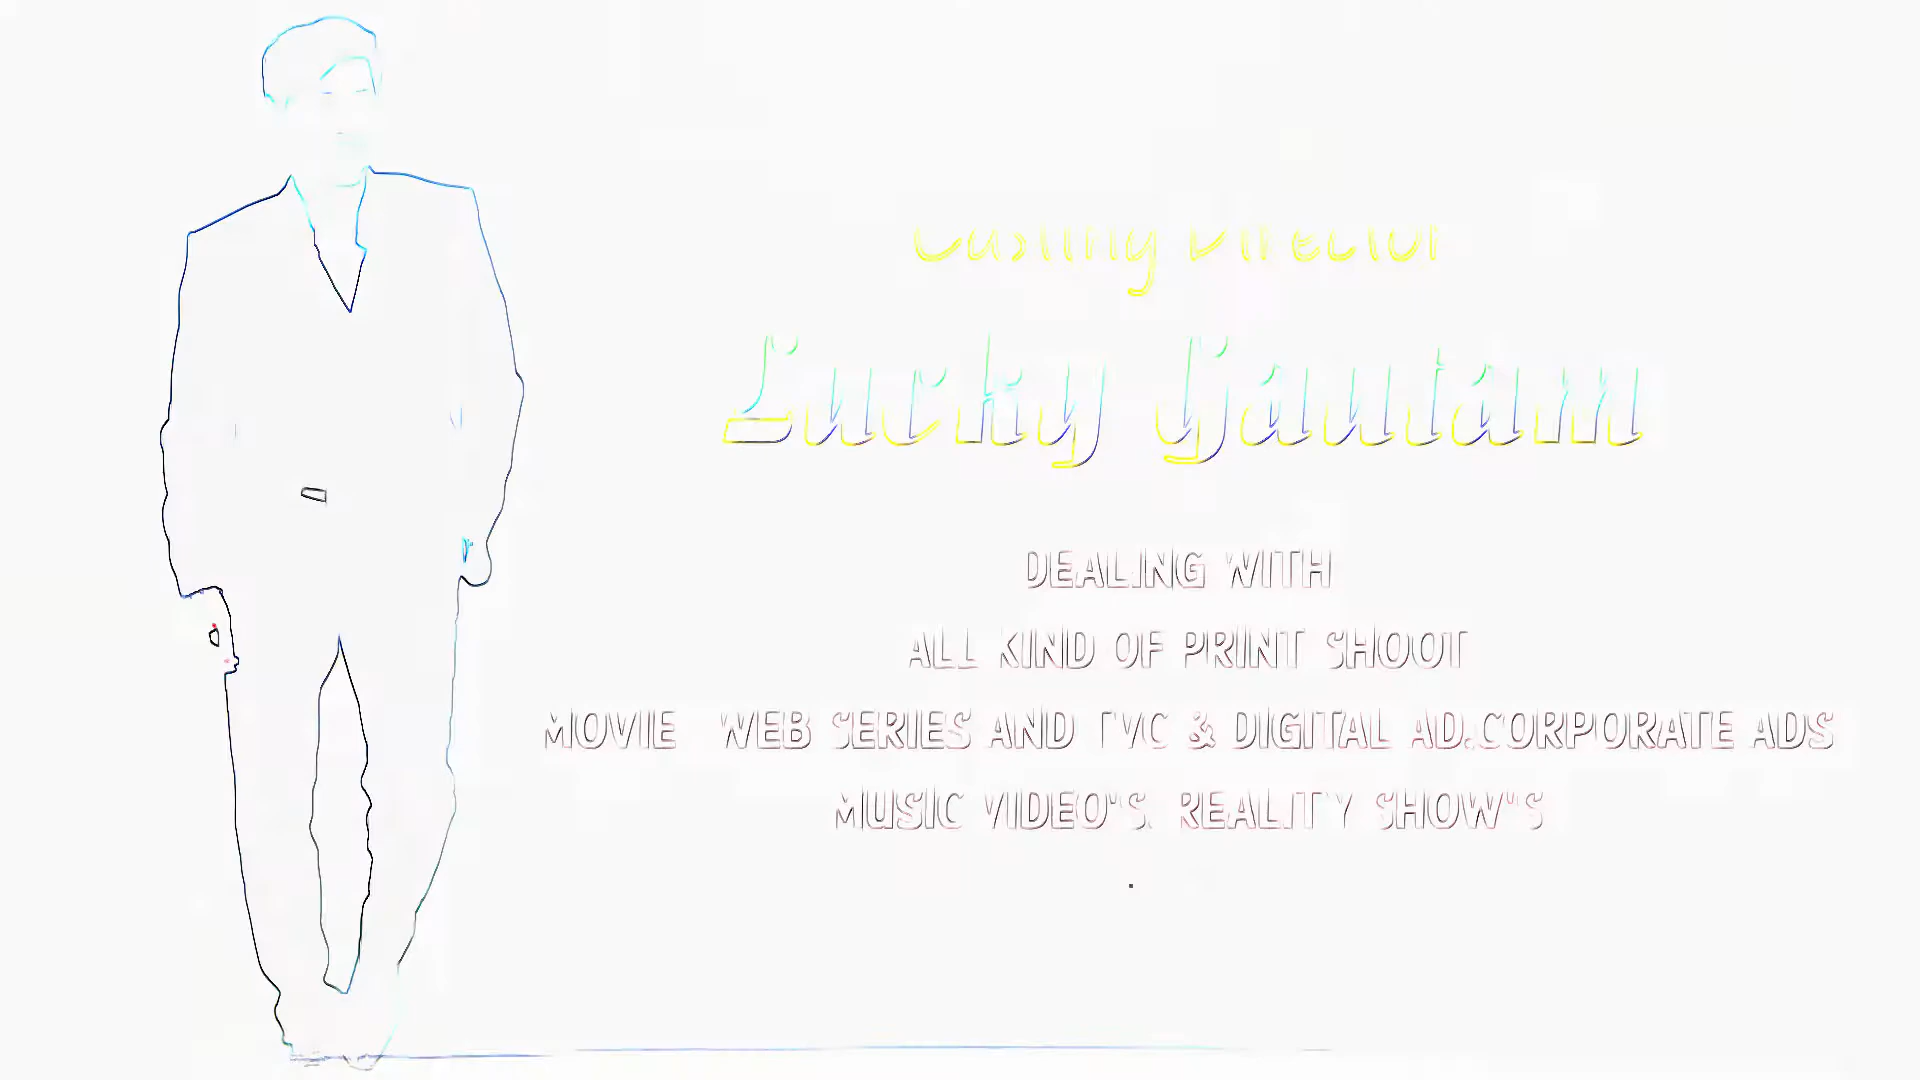 Casting Director
Lucky Gautam
DEALING WITH
ALL KIND OF PRINT SHOOT
MOVIE WEB SERIES AND TVC & DIGITAL AD.CORPORATE ADS
MUSIC VIDEO'S, REALITY SHOW'S